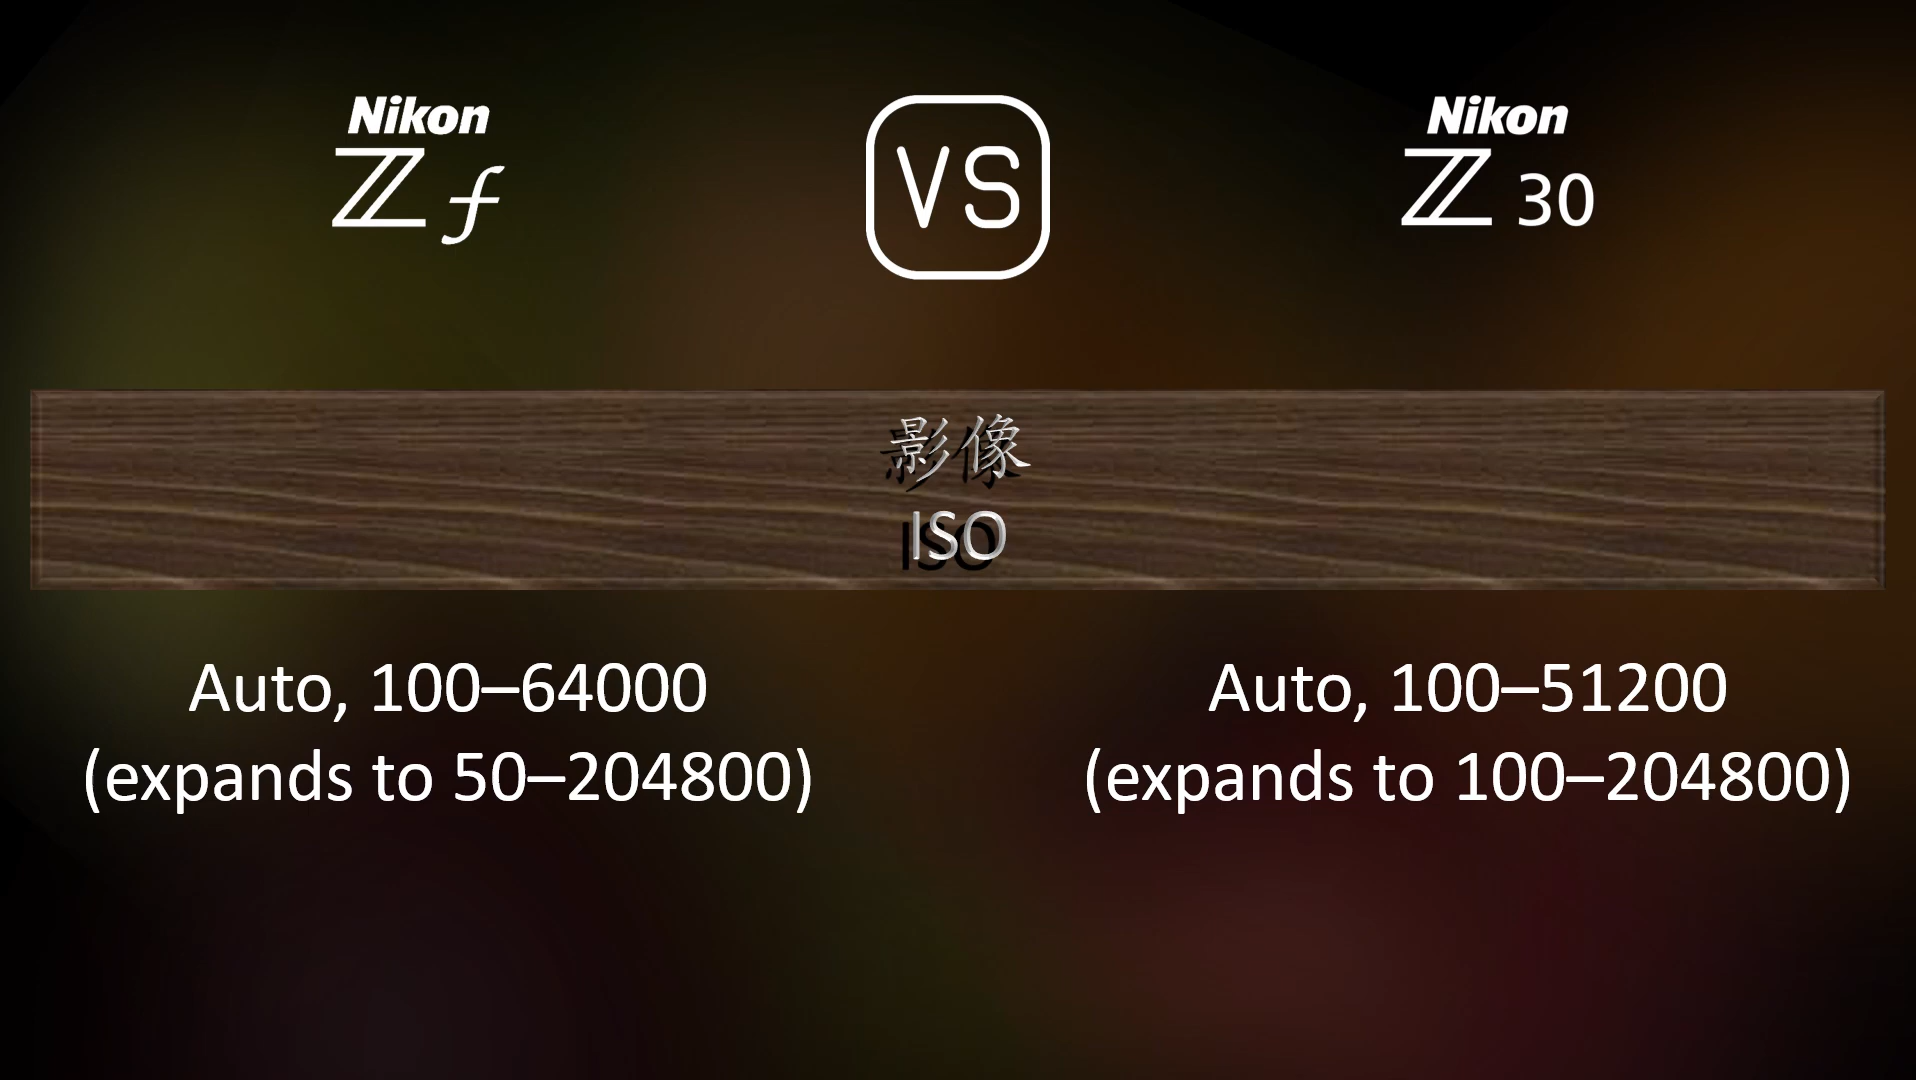 Nikon
Z f
VS
Nikon
Z 30
影像
ISO
Auto, 100–64000
(expands to 50–204800)
Auto, 100–51200
(expands to 100–204800)